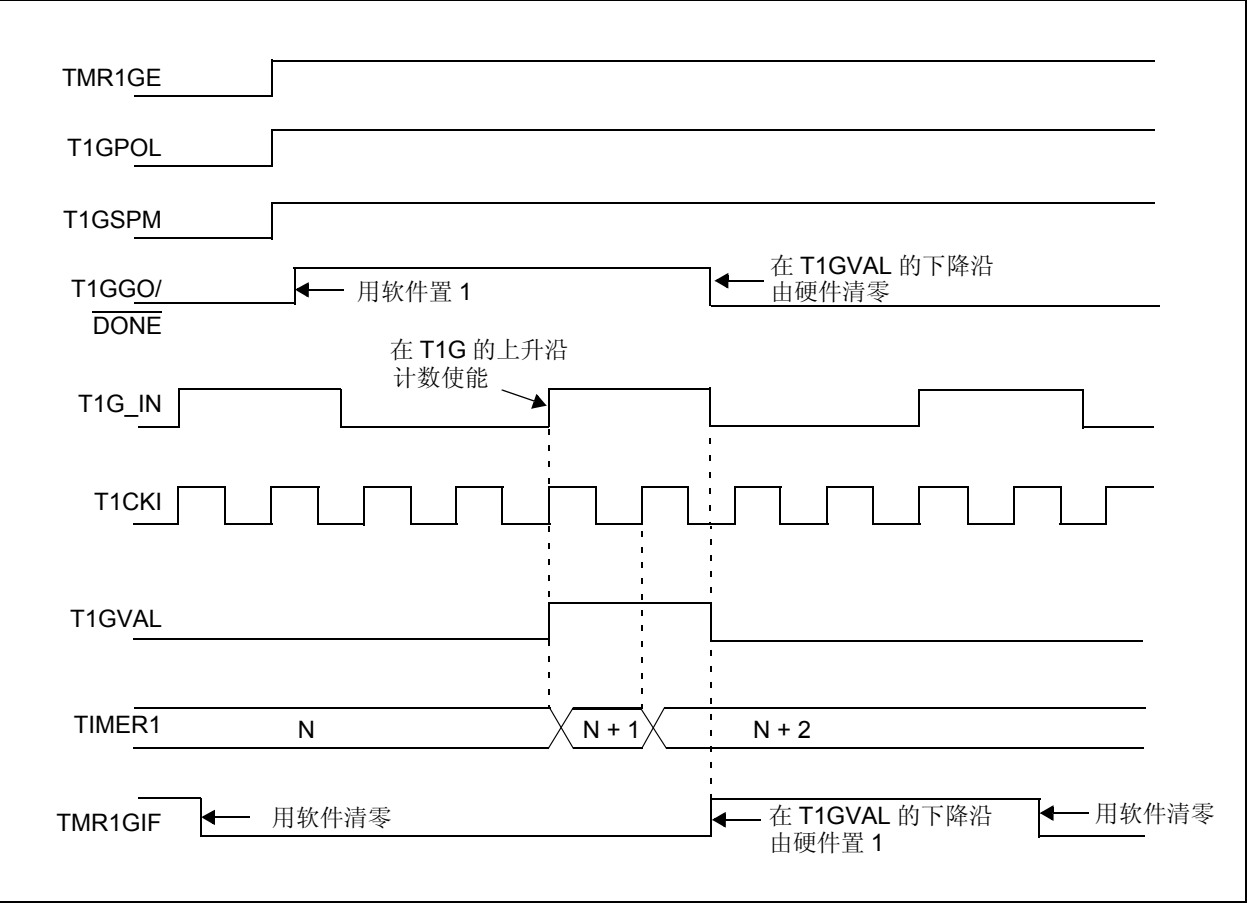 TMR1GE
T1GPOL
T1GSPM
T1GGO/
DONE
用软件置 1
在 T1GVAL 的下降沿
由硬件清零
在 T1G 的上升沿
计数使能
T1G_IN
T1CKI
T1GVAL
TIMER1
N
N + 1
N + 2
TMR1GIF
用软件清零
在 T1GVAL 的下降沿
由硬件置 1
用软件清零